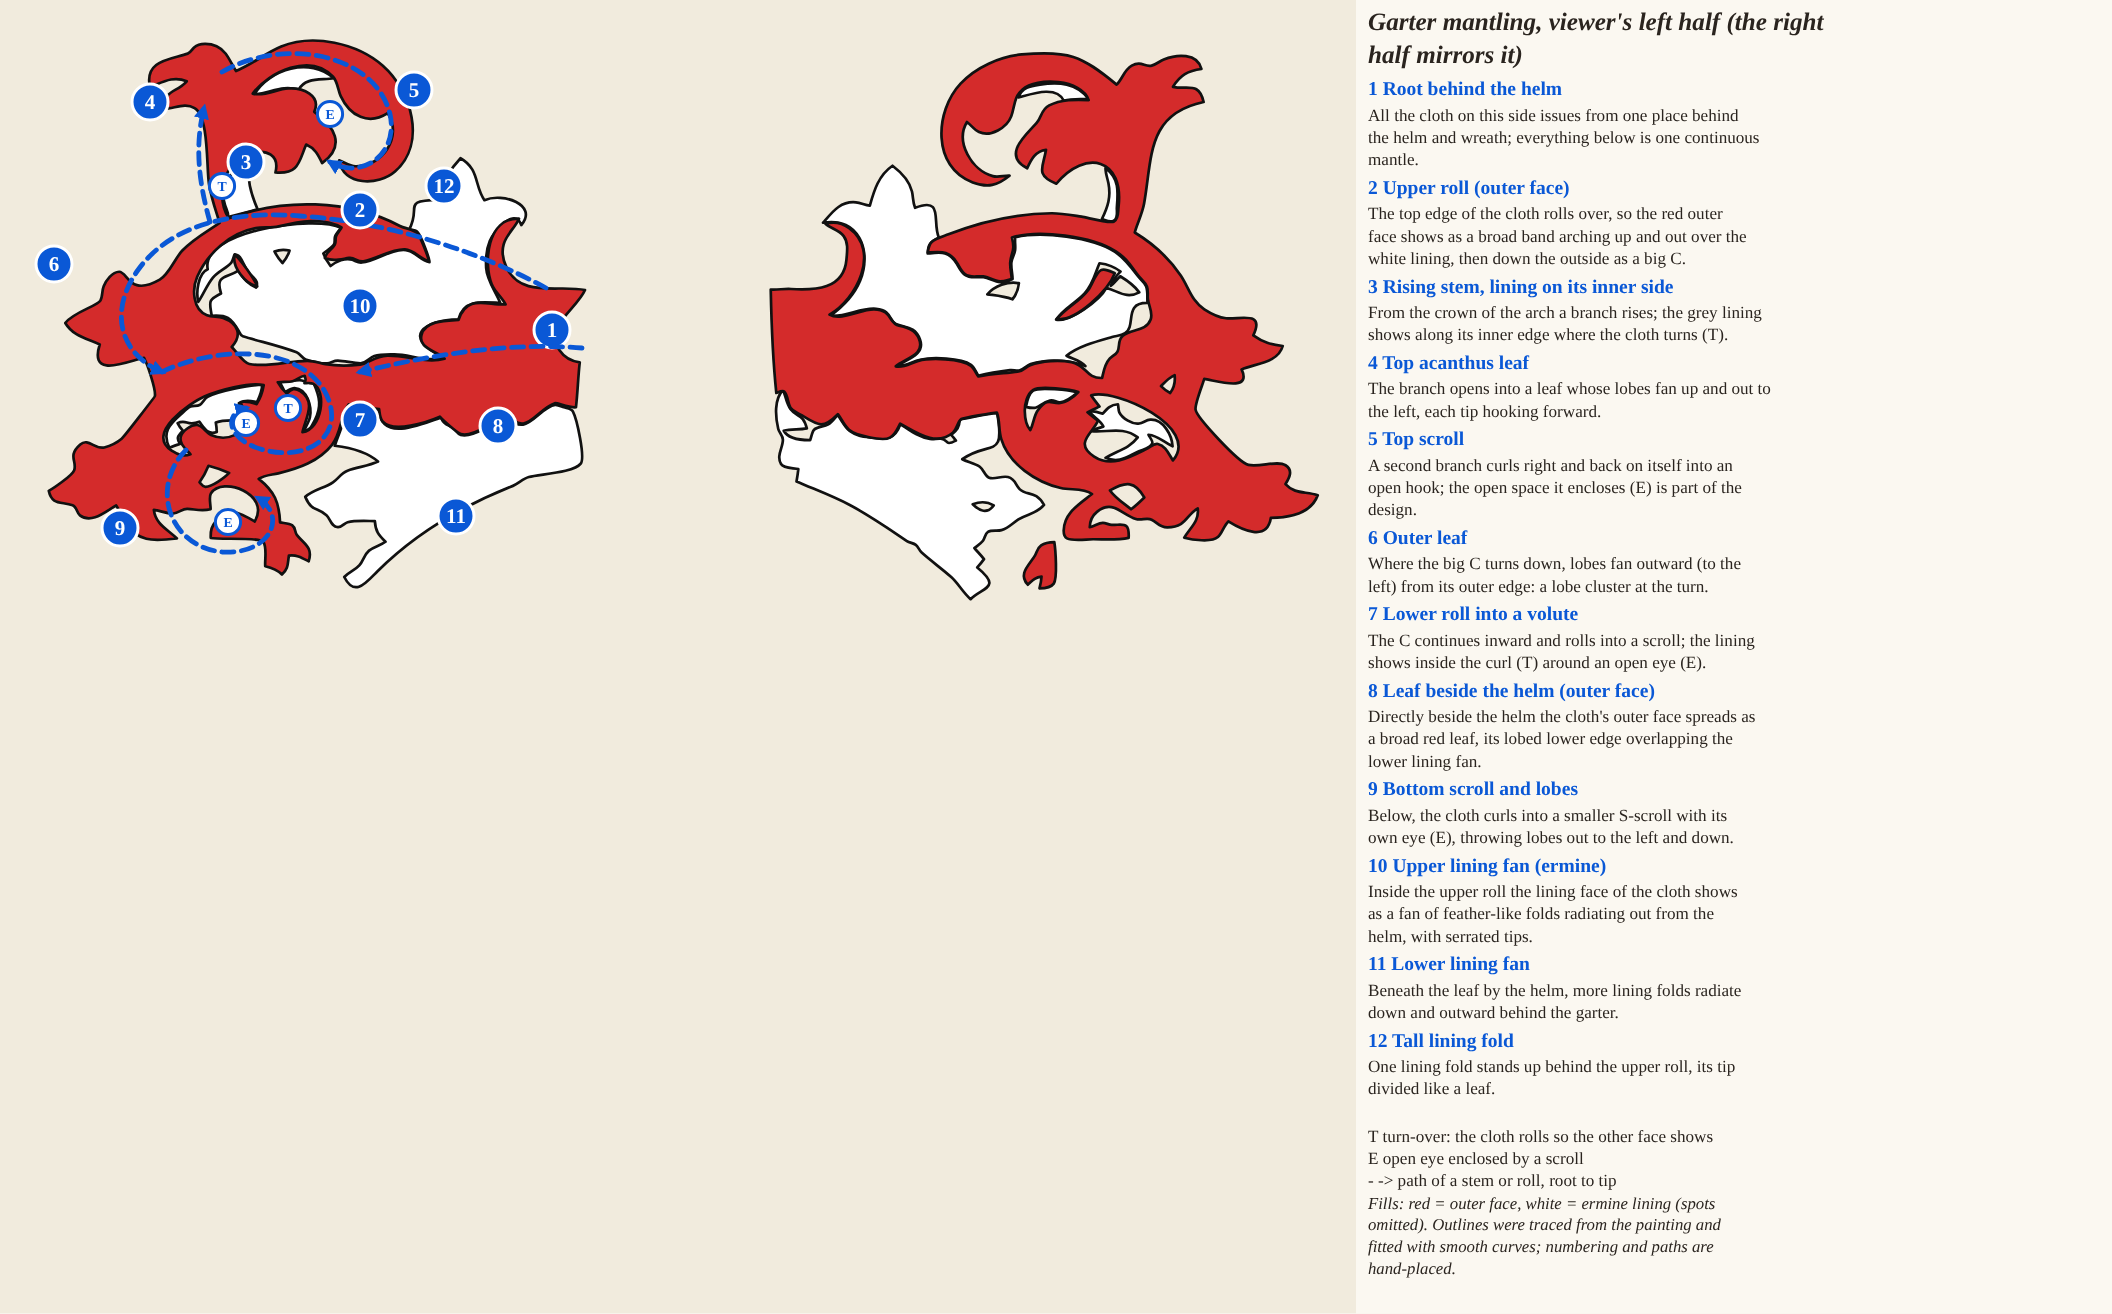 4
5
E
3
T
12
2
6
10
1
T
E
7
8
9
E
11
Garter mantling, viewer's left half (the right
half mirrors it)
1 Root behind the helm
All the cloth on this side issues from one place behind
the helm and wreath; everything below is one continuous
mantle.
2 Upper roll (outer face)
The top edge of the cloth rolls over, so the red outer
face shows as a broad band arching up and out over the
white lining, then down the outside as a big C.
3 Rising stem, lining on its inner side
From the crown of the arch a branch rises; the grey lining
shows along its inner edge where the cloth turns (T).
4 Top acanthus leaf
The branch opens into a leaf whose lobes fan up and out to
the left, each tip hooking forward.
5 Top scroll
A second branch curls right and back on itself into an
open hook; the open space it encloses (E) is part of the
design.
6 Outer leaf
Where the big C turns down, lobes fan outward (to the
left) from its outer edge: a lobe cluster at the turn.
7 Lower roll into a volute
The C continues inward and rolls into a scroll; the lining
shows inside the curl (T) around an open eye (E).
8 Leaf beside the helm (outer face)
Directly beside the helm the cloth's outer face spreads as
a broad red leaf, its lobed lower edge overlapping the
lower lining fan.
9 Bottom scroll and lobes
Below, the cloth curls into a smaller S-scroll with its
own eye (E), throwing lobes out to the left and down.
10 Upper lining fan (ermine)
Inside the upper roll the lining face of the cloth shows
as a fan of feather-like folds radiating out from the
helm, with serrated tips.
11 Lower lining fan
Beneath the leaf by the helm, more lining folds radiate
down and outward behind the garter.
12 Tall lining fold
One lining fold stands up behind the upper roll, its tip
divided like a leaf.
T turn-over: the cloth rolls so the other face shows
E open eye enclosed by a scroll
- -> path of a stem or roll, root to tip
Fills: red = outer face, white = ermine lining (spots
omitted). Outlines were traced from the painting and
fitted with smooth curves; numbering and paths are
hand-placed.